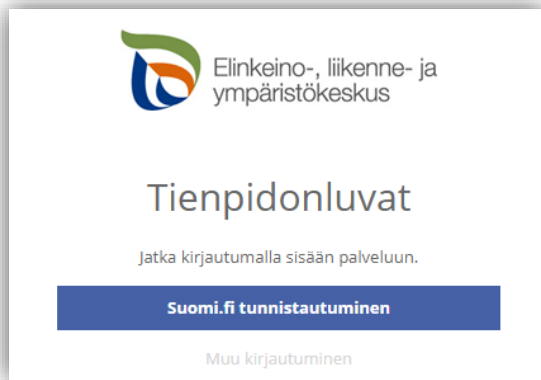 Elinkeino-, liikenne- ja
ympäristökeskus
Tienpidonluvat
Jatka kirjautumalla sisään palveluun.
Suomi.fi tunnistautuminen
Muu kirjautuminen